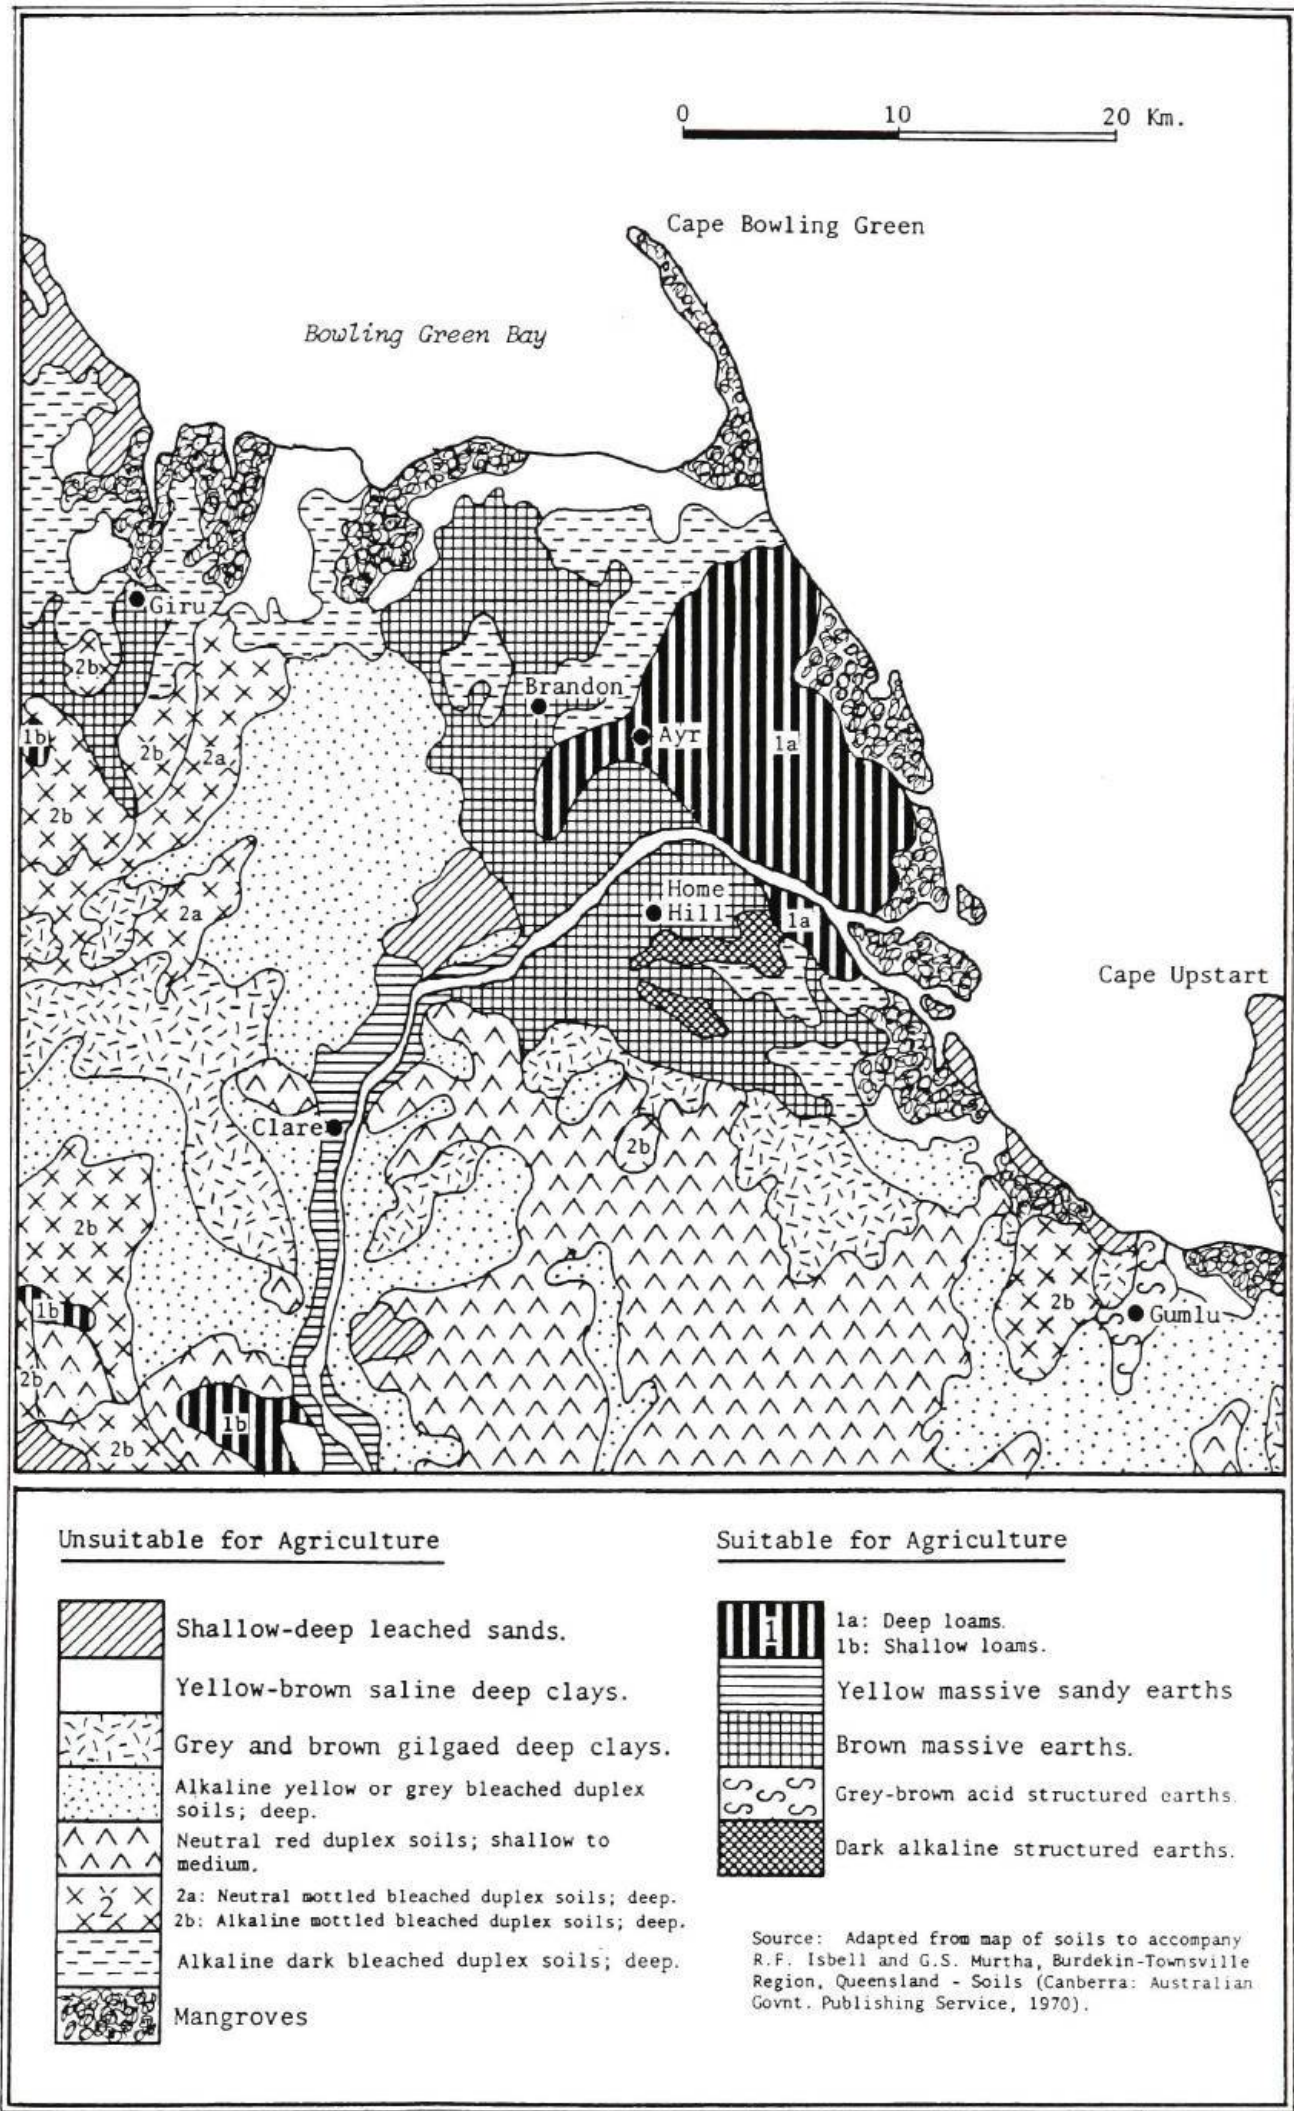 0 10 20 Km.
Cape Bowling Green
Bowling Green Bay
Giru
2b
Brandon
1b
Ayr
1a
2b
2a
2b
Home
Hill
2a
1a
Cape Upstart
Clare
2b
2b
1b
2b
Gumlu
2b
1b
2b
Unsuitable for Agriculture
Shallow-deep leached sands.
Yellow-brown saline deep clays.
Grey and brown gilgaed deep clays.
Alkaline yellow or grey bleached duplex
soils; deep.
Neutral red duplex soils; shallow to
medium.
2
2a: Neutral mottled bleached duplex soils; deep.
2b: Alkaline mottled bleached duplex soils; deep.
Alkaline dark bleached duplex soils; deep.
Mangroves
Suitable for Agriculture
1
1a: Deep loams.
1b: Shallow loams.
Yellow massive sandy earths
Brown massive earths.
Grey-brown acid structured earths.
Dark alkaline structured earths.
Source: Adapted from map of soils to accompany
R.F. Isbell and G.S. Murtha, Burdekin-Townsville
Region, Queensland - Soils (Canberra: Australian
Govnt. Publishing Service, 1970).